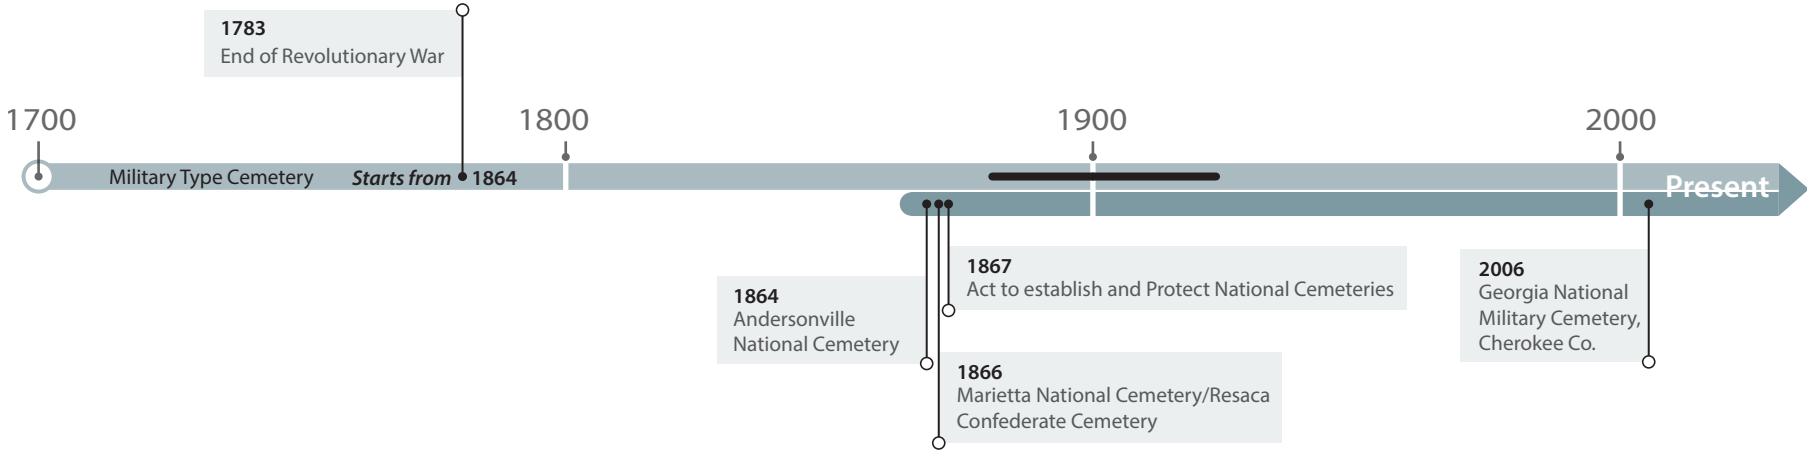 1783
End of Revolutionary War
1700
1800
1900
2000
Military Type Cemetery Starts from 1864
Present
1864
Andersonville
National Cemetery
1867
Act to establish and Protect National Cemeteries
1866
Marietta National Cemetery/Resaca
Confederate Cemetery
2006
Georgia National
Military Cemetery,
Cherokee Co.